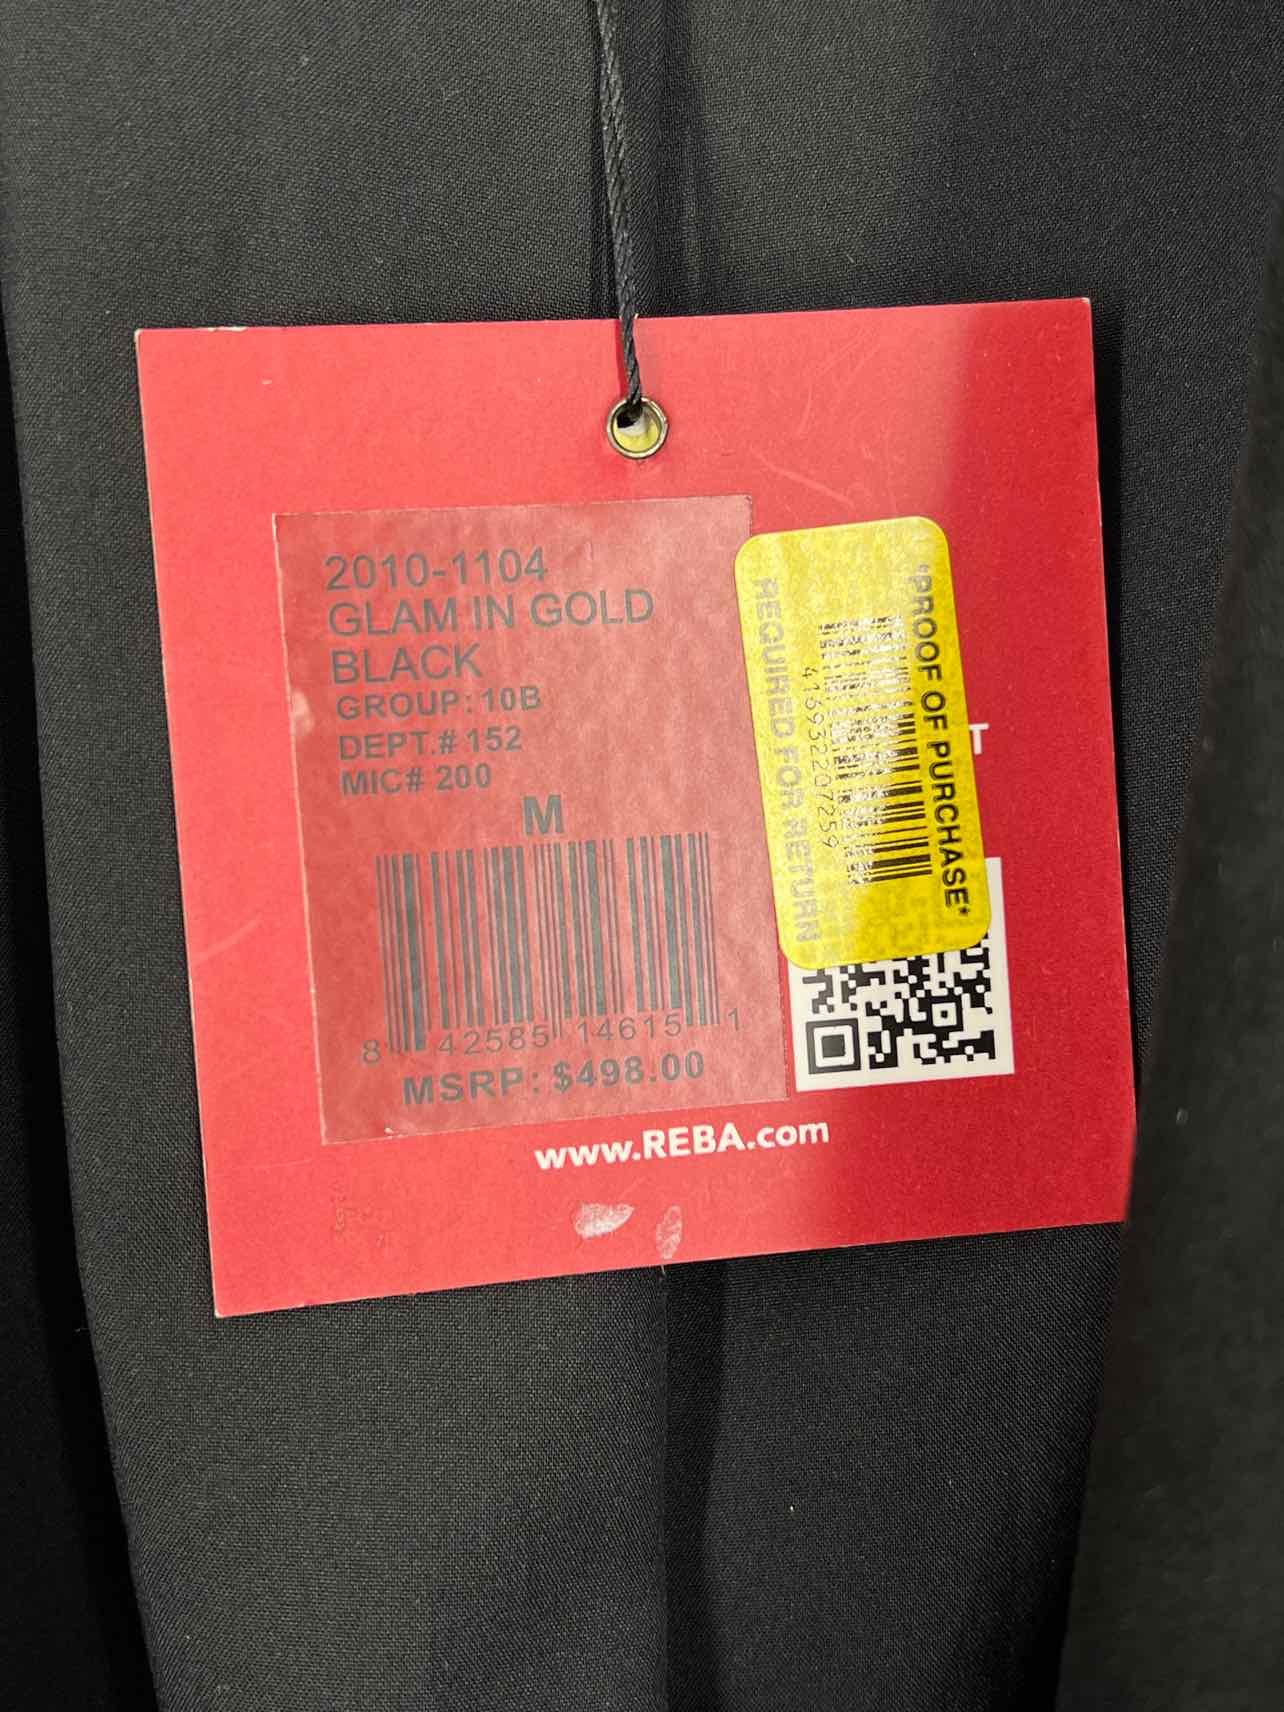 2010-1104
GLAM IN GOLD
BLACK
GROUP: 10B
DEPT.# 152
MIC# 200
M
8 42585 14615 1
MSRP: $498.00
*PROOF OF PURCHASE*
416932207259
REQUIRED FOR RETURN
T
www.REBA.com